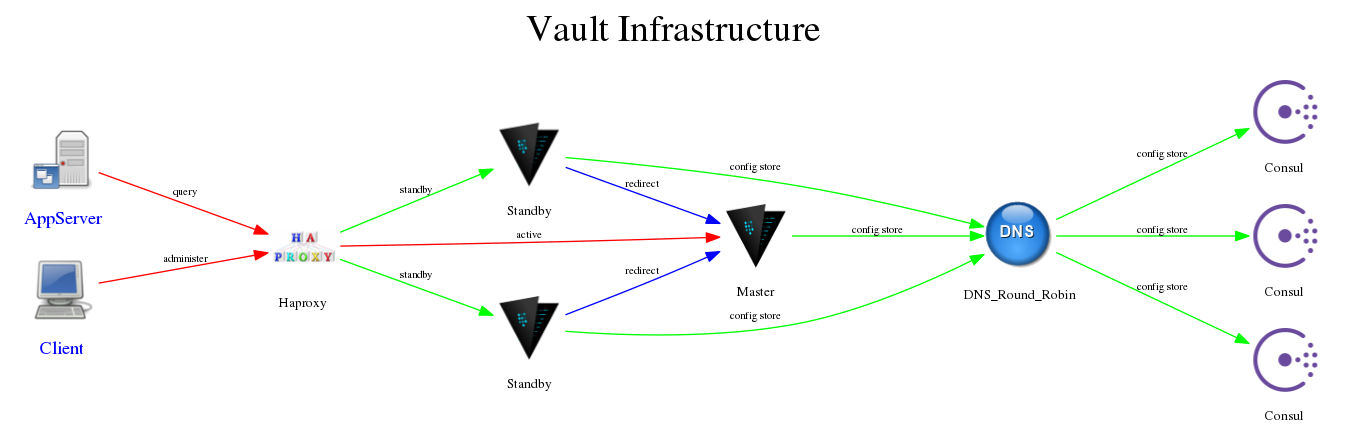 Vault Infrastructure
AppServer
Client
query
administer
HA
PROXY
Haproxy
standby
active
standby
Standby
Standby
redirect
redirect
Master
config store
config store
config store
DNS
DNS_Round_Robin
config store
config store
config store
Consul
Consul
Consul